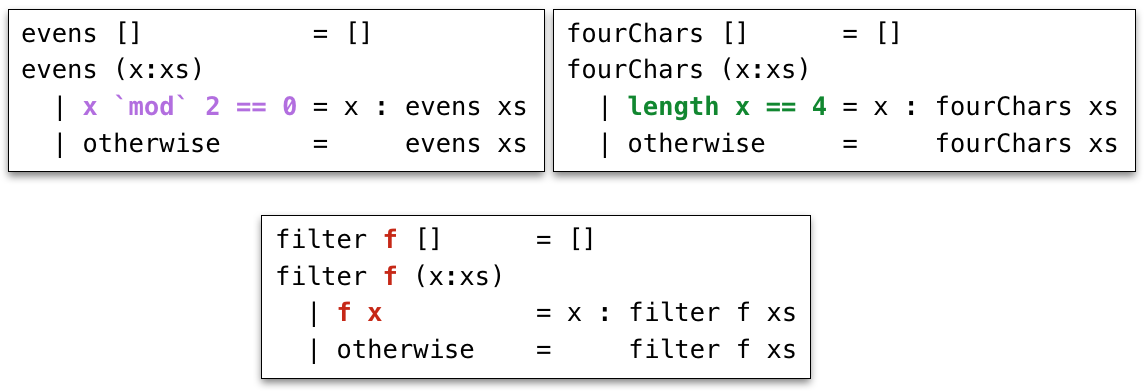 evens []           = []
evens (x:xs)
  | x `mod` 2 == 0 = x : evens xs
  | otherwise      =     evens xs
fourChars []      = []
fourChars (x:xs)
  | length x == 4 = x : fourChars xs
  | otherwise     =     fourChars xs
filter f []      = []
filter f (x:xs)
  | f x          = x : filter f xs
  | otherwise    =     filter f xs